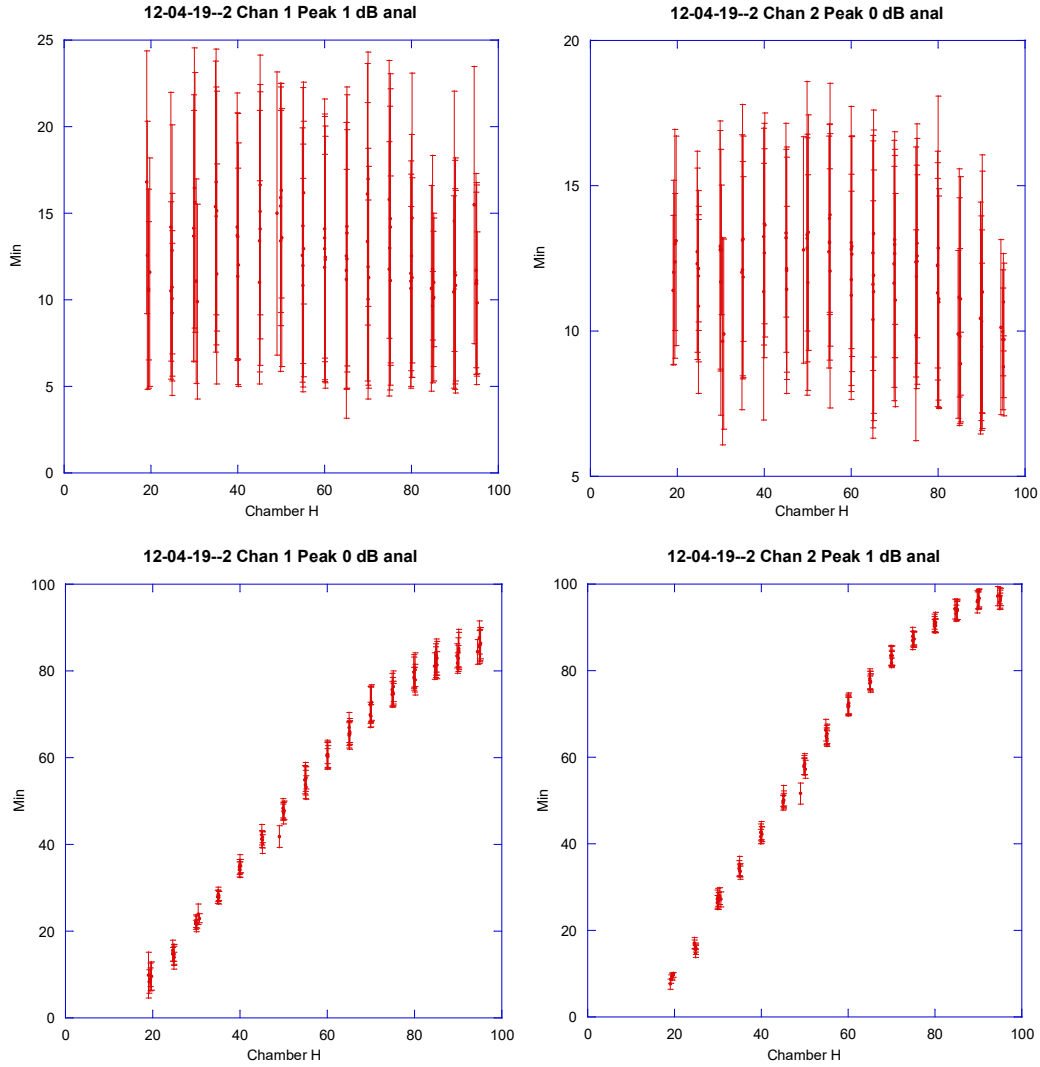 12-04-19--2 Chan 1 Peak 1 dB anal
25
20
15
10
5
0
Min
0 20 40 60 80 100
Chamber H
12-04-19--2 Chan 2 Peak 0 dB anal
20
15
10
5
Min
0 20 40 60 80 100
Chamber H
12-04-19--2 Chan 1 Peak 0 dB anal
100
80
60
40
20
0
Min
0 20 40 60 80 100
Chamber H
12-04-19--2 Chan 2 Peak 1 dB anal
100
80
60
40
20
0
Min
0 20 40 60 80 100
Chamber H